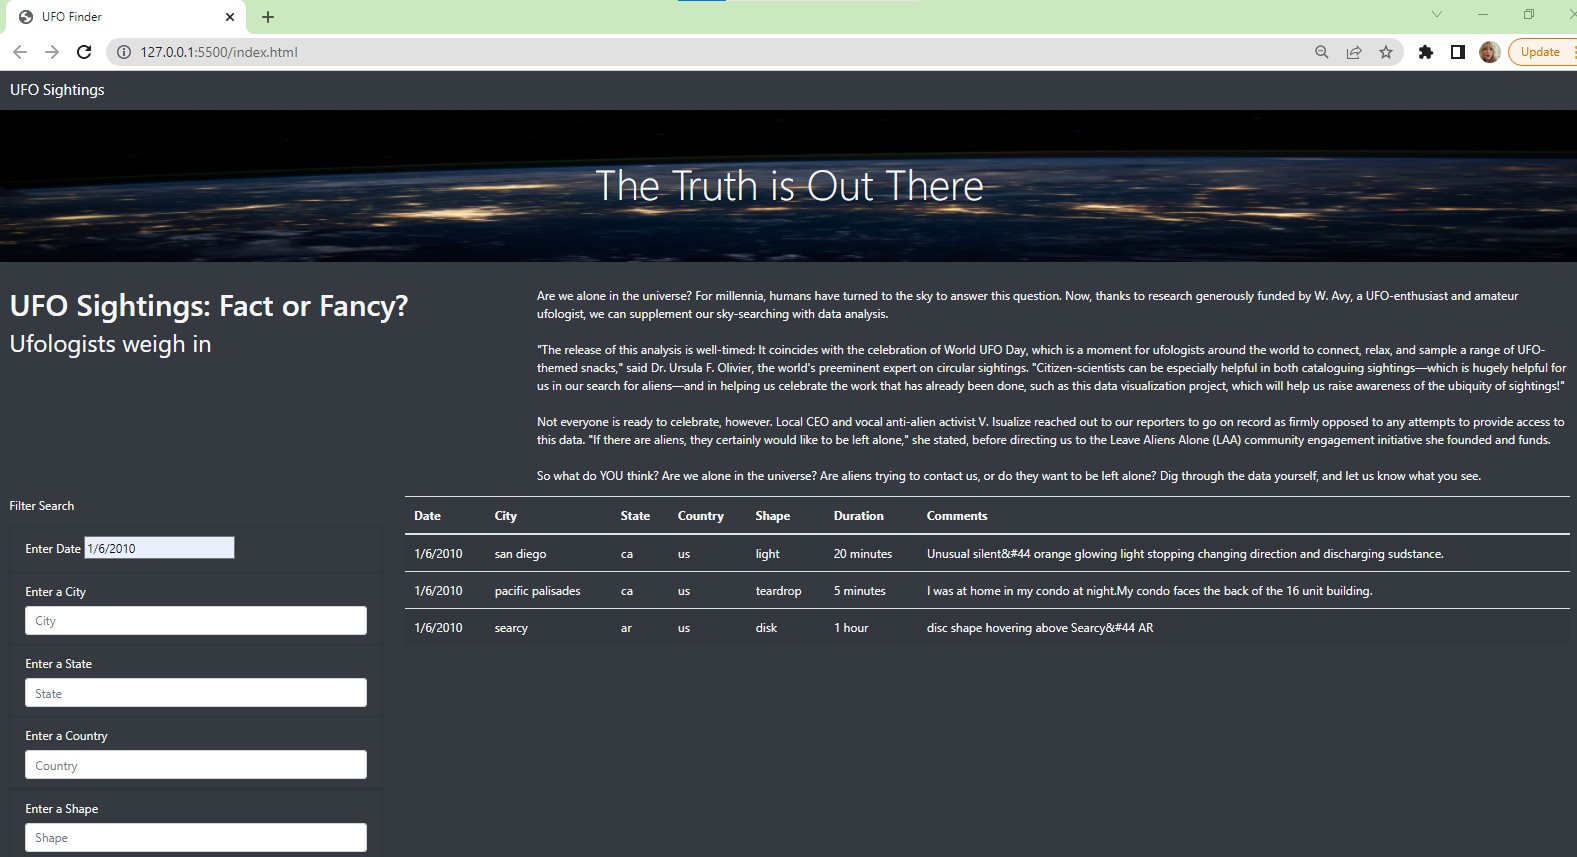 UFO Finder
127.0.0.1:5500/index.html
Update
UFO Sightings
The Truth is Out There
UFO Sightings: Fact or Fancy?
Ufologists weigh in
Are we alone in the universe? For millennia, humans have turned to the sky to answer this question. Now, thanks to research generously funded by W. Avy, a UFO-enthusiast and amateur
ufologist, we can supplement our sky-searching with data analysis.
"The release of this analysis is well-timed: It coincides with the celebration of World UFO Day, which is a moment for ufologists around the world to connect, relax, and sample a range of UFO-
themed snacks," said Dr. Ursula F. Olivier, the world's preeminent expert on circular sightings. "Citizen-scientists can be especially helpful in both cataloguing sightings—which is hugely helpful for
us in our search for aliens—and in helping us celebrate the work that has already been done, such as this data visualization project, which will help us raise awareness of the ubiquity of sightings!"
Not everyone is ready to celebrate, however. Local CEO and vocal anti-alien activist V. Isualize reached out to our reporters to go on record as firmly opposed to any attempts to provide access to
this data. "If there are aliens, they certainly would like to be left alone," she stated, before directing us to the Leave Aliens Alone (LAA) community engagement initiative she founded and funds.
So what do YOU think? Are we alone in the universe? Are aliens trying to contact us, or do they want to be left alone? Dig through the data yourself, and let us know what you see.
Filter Search
Enter Date 1/6/2010
Enter a City
City
Enter a State
State
Enter a Country
Country
Enter a Shape
Shape
Date City State Country Shape Duration Comments
1/6/2010 san diego ca us light 20 minutes Unusual silent&#44 orange glowing light stopping changing direction and discharging sudstance.
1/6/2010 pacific palisades ca us teardrop 5 minutes I was at home in my condo at night.My condo faces the back of the 16 unit building.
1/6/2010 searcy ar us disk 1 hour disc shape hovering above Searcy&#44 AR